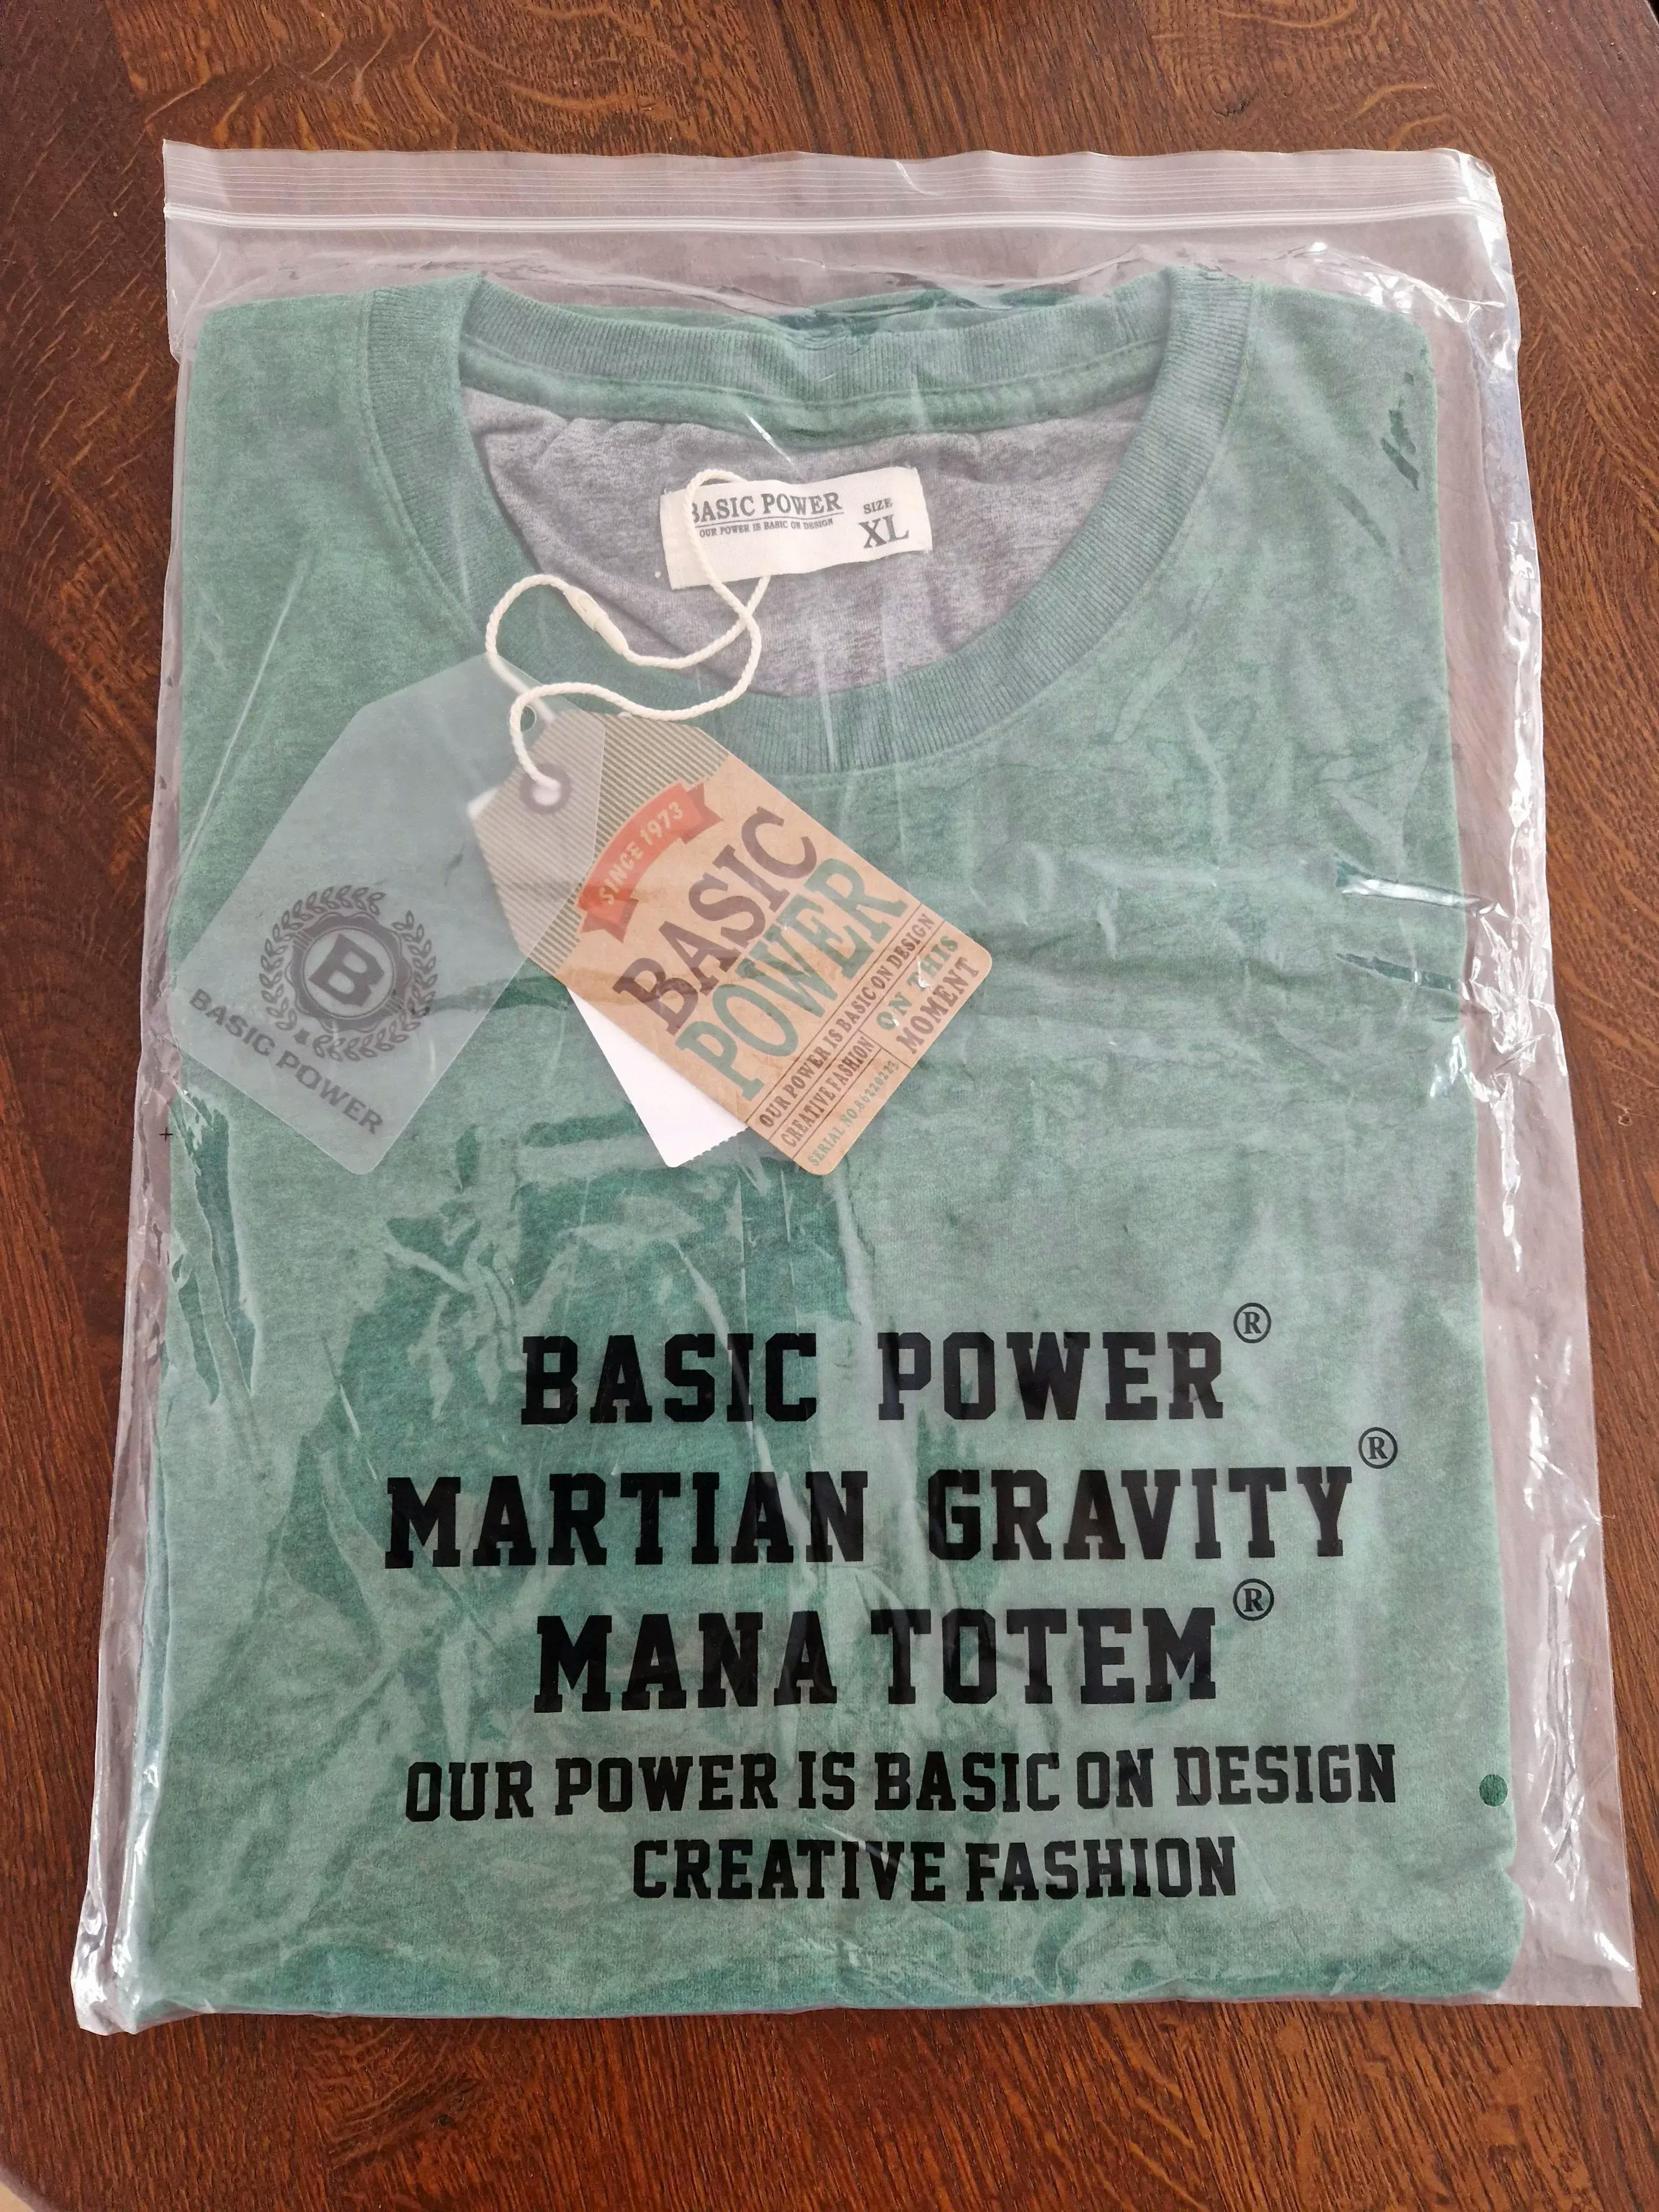 BASIC POWER
OUR POWER IS BASIC ON DESIGN
SIZE
XL
SINCE 1973
BASIC
POWER
OUR POWER IS BASIC ON DESIGN
CREATIVE FASHION
ON THIS
MOMENT
B
BASIC POWER
BASIC POWER®
MARTIAN GRAVITY®
MANA TOTEM®
OUR POWER IS BASIC ON DESIGN
CREATIVE FASHION